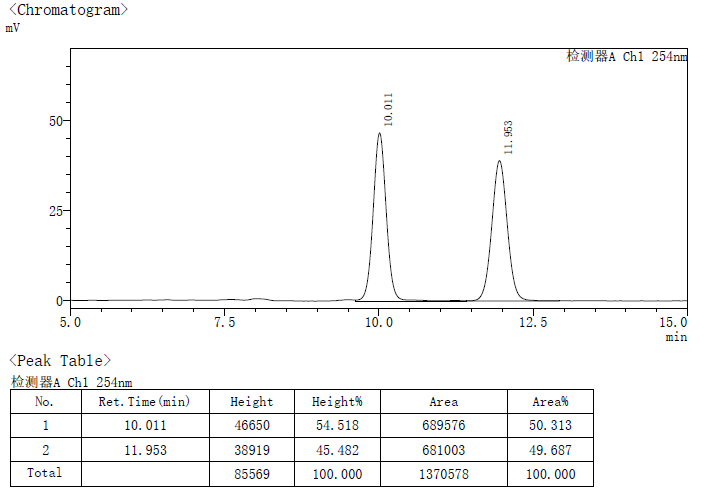 <Chromatogram>
mV
检测器A Ch1 254nm
10.011
11.953
50
25
0
5.0 7.5 10.0 12.5 15.0
min
<Peak Table>
检测器A Ch1 254nm
No. Ret.Time(min) Height Height% Area Area%
1 10.011 46650 54.518 689576 50.313
2 11.953 38919 45.482 681003 49.687
Total 85569 100.000 1370578 100.000